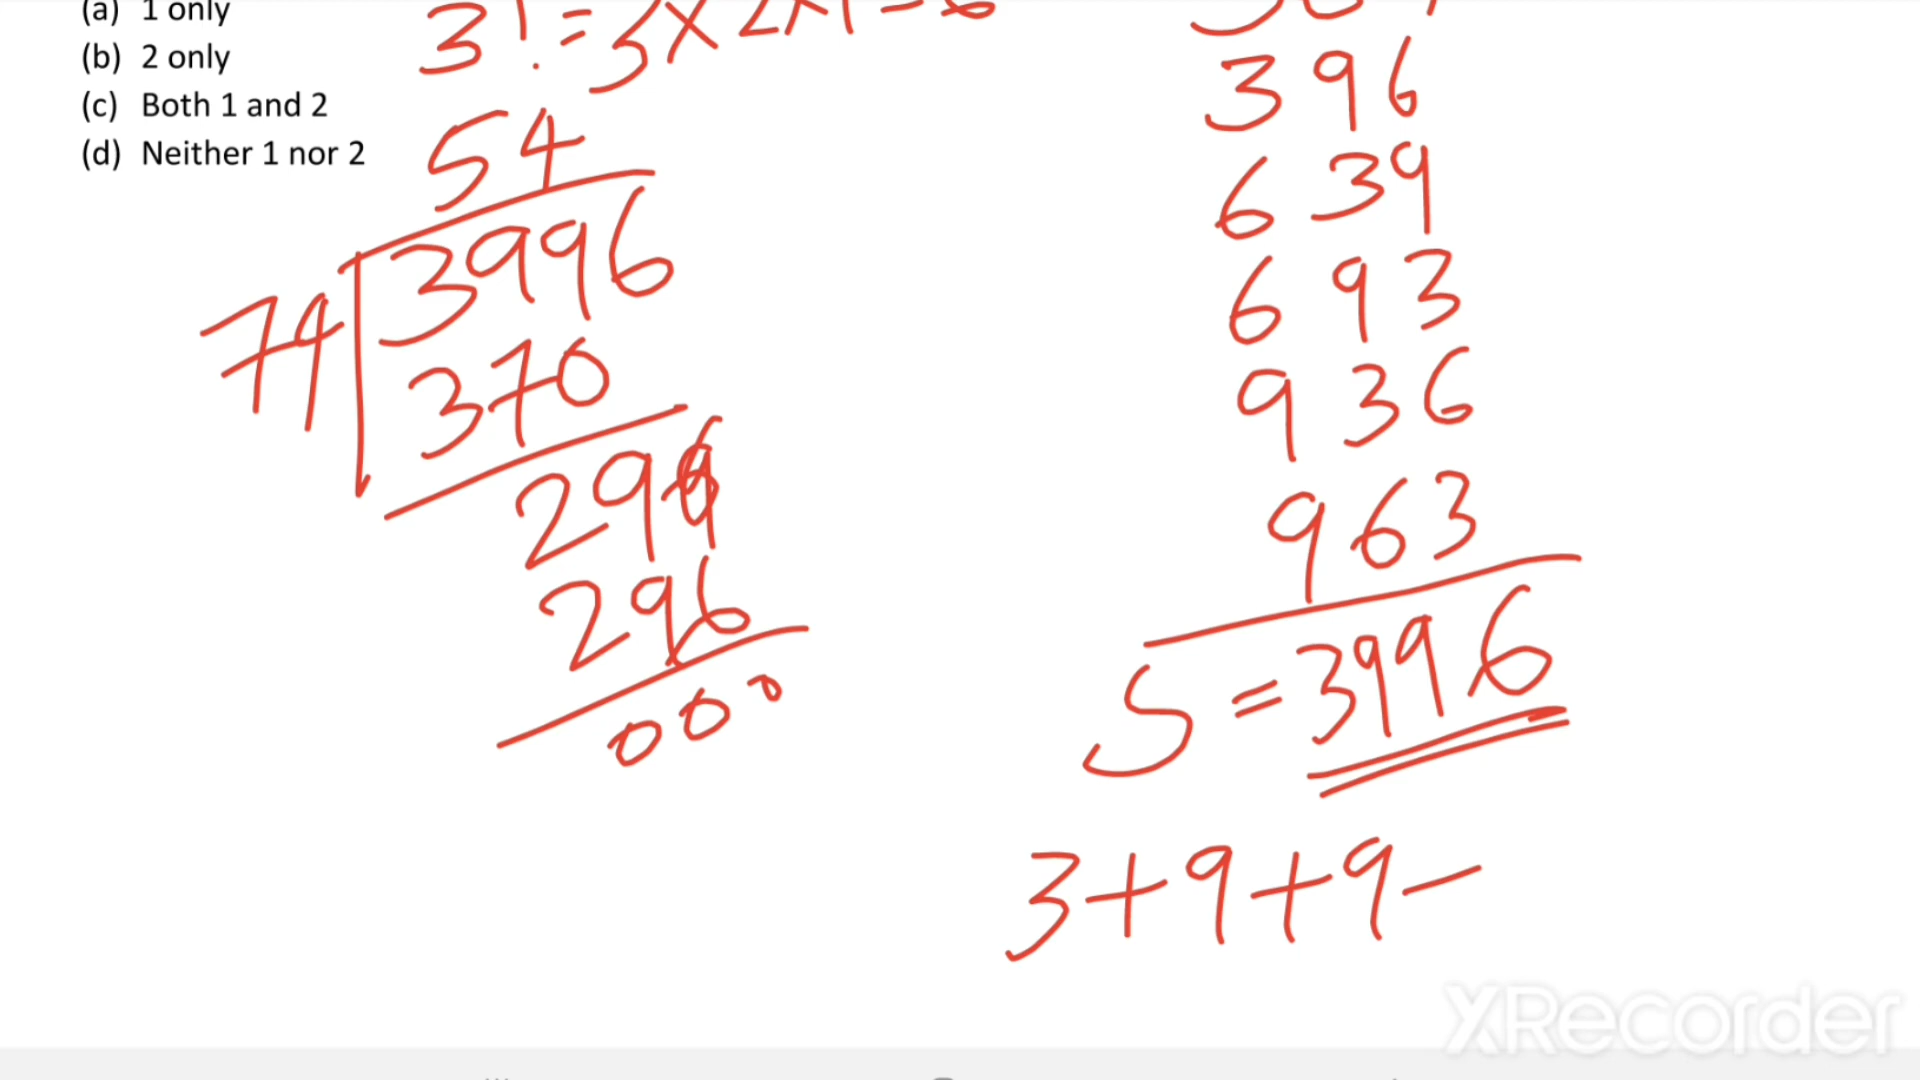 (a) 1 only
(b) 2 only
(c) Both 1 and 2
(d) Neither 1 nor 2
3! = 3 x 2 x 1 = 6
54
74 3996
370
296
296
000
396
639
693
936
963
S = 3996
3+9+9-
XRecorder